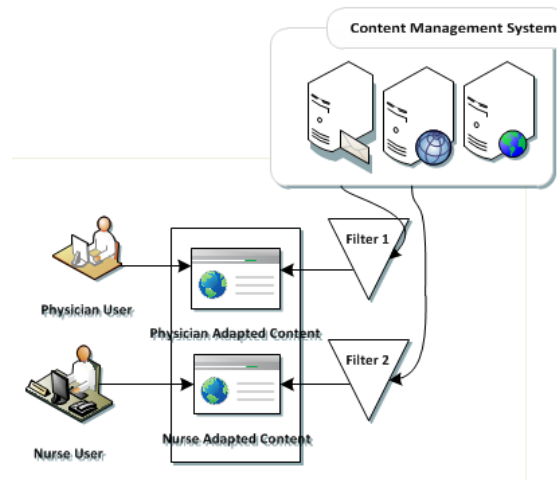 Content Management System
Filter 1
Physician User
Physician Adapted Content
Filter 2
Nurse User
Nurse Adapted Content